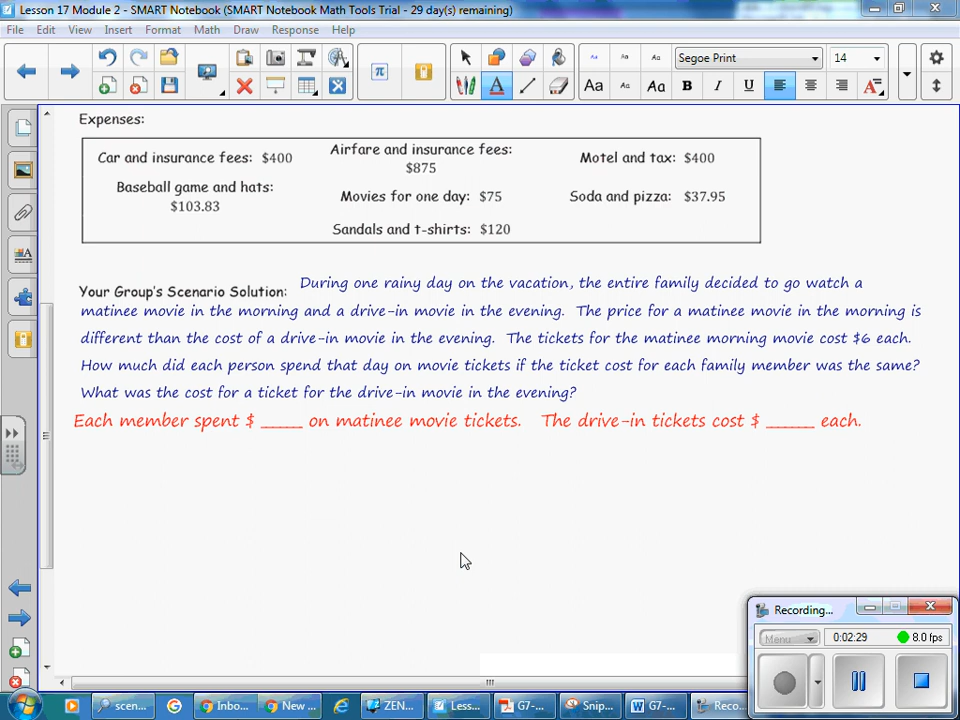 Lesson 17 Module 2 - SMART Notebook (SMART Notebook Math Tools Trial - 29 day(s) remaining)
File Edit View Insert Format Math Draw Response Help
Segoe Print 14
Aa Aa Aa
Aa Aa Aa B I U A
Expenses:
Car and insurance fees: $400
Airfare and insurance fees:
$875
Motel and tax: $400
Baseball game and hats:
$103.83
Movies for one day: $75
Soda and pizza: $37.95
Sandals and t-shirts: $120
Your Group's Scenario Solution: During one rainy day on the vacation, the entire family decided to go watch a
matinee movie in the morning and a drive-in movie in the evening. The price for a matinee movie in the morning is
different than the cost of a drive-in movie in the evening. The tickets for the matinee morning movie cost $6 each.
How much did each person spend that day on movie tickets if the ticket cost for each family member was the same?
What was the cost for a ticket for the drive-in movie in the evening?
Each member spent $ ______ on matinee movie tickets. The drive-in tickets cost $ _______ each.
Recording...
Menu 0:02:29 8.0 fps
scen... Inbo... New ... ZEN... Less... G7-... Snip... G7-... Reco...